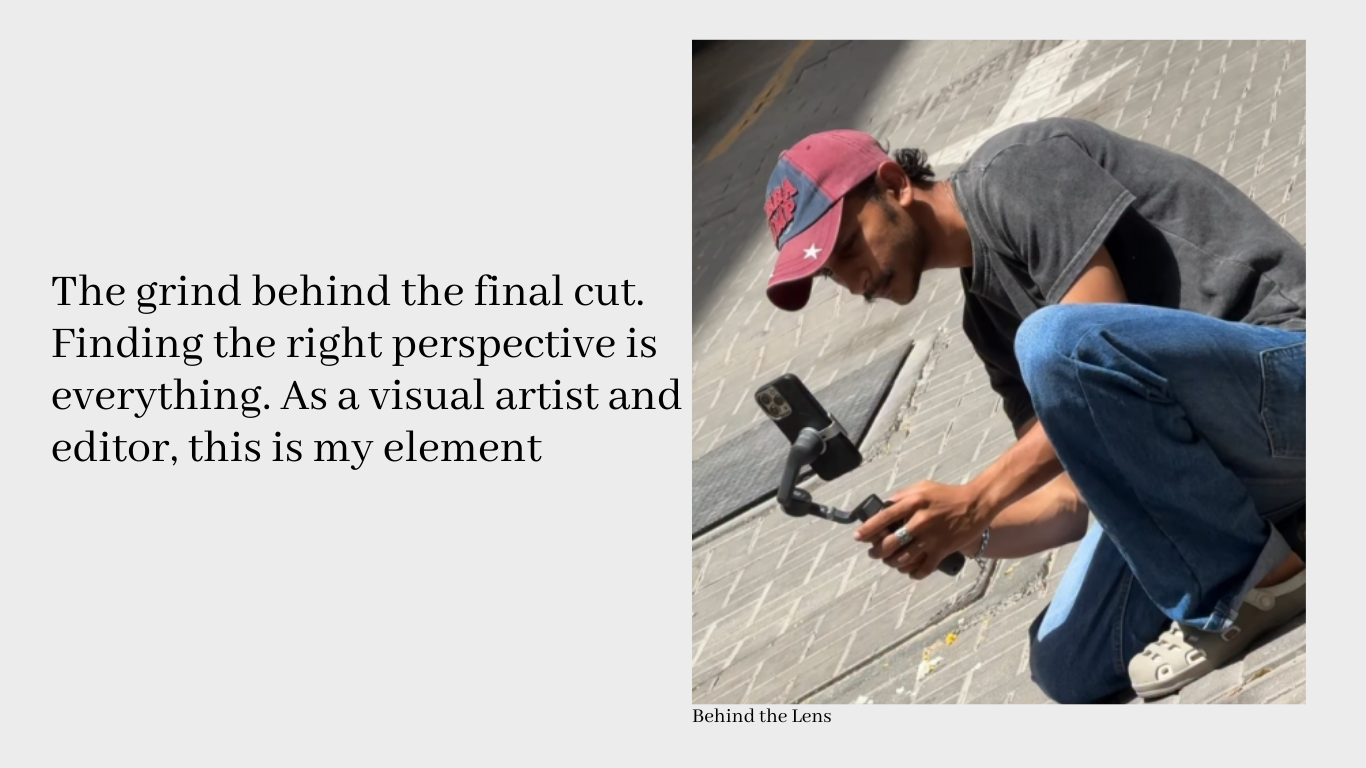 The grind behind the final cut.
Finding the right perspective is
everything. As a visual artist and
editor, this is my element
Behind the Lens